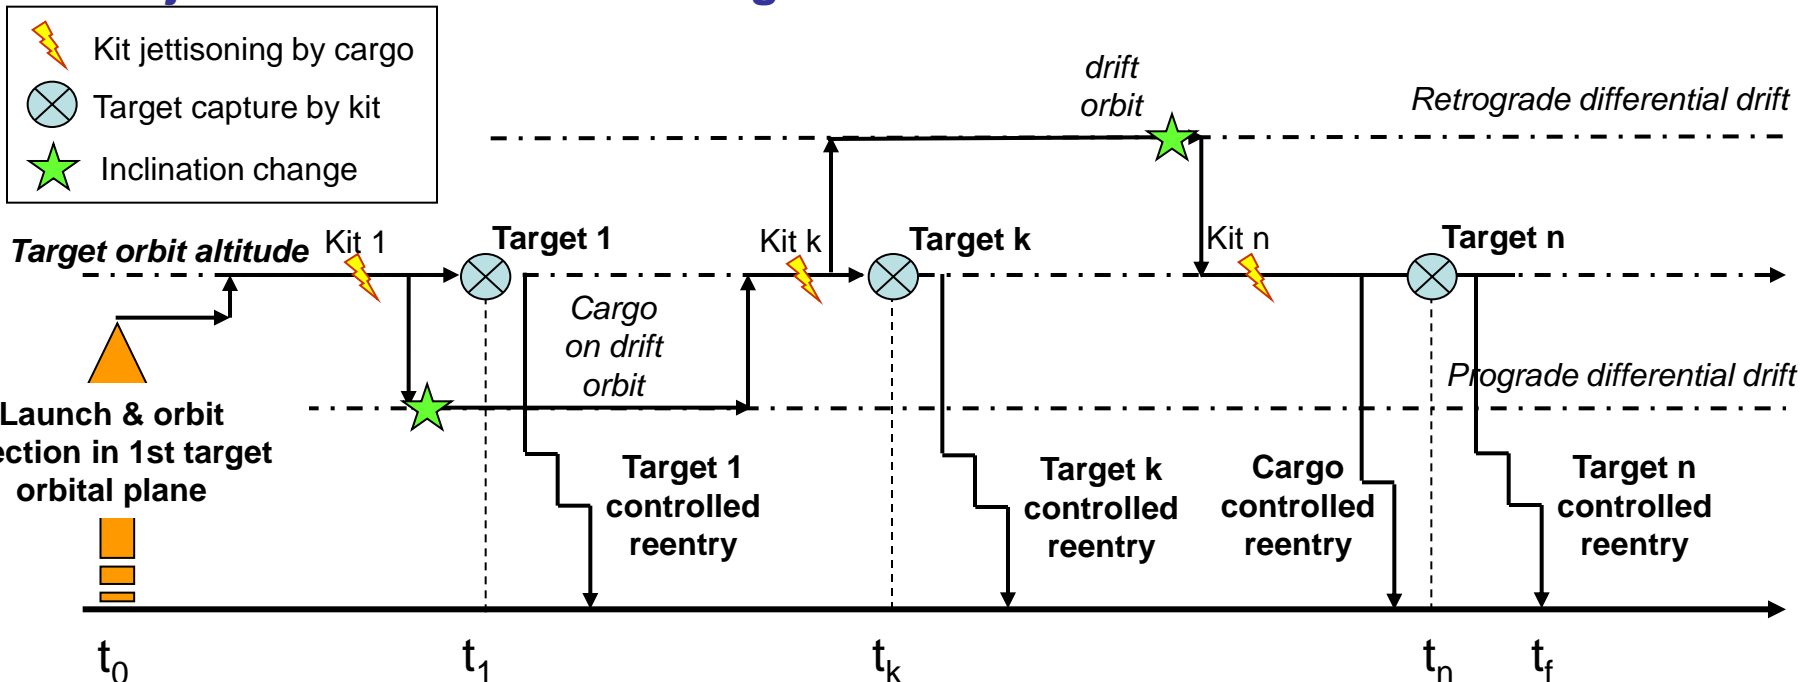 Kit jettisoning by cargo
Target capture by kit
Inclination change
drift
orbit
Retrograde differential drift
Target orbit altitude
Kit 1
Target 1
Kit k
Target k
Kit n
Target n
Cargo
on drift
orbit
Prograde differential drift
Launch & orbit
ection in 1st target
orbital plane
Target 1
controlled
reentry
Target k
controlled
reentry
Cargo
controlled
reentry
Target n
controlled
reentry
t0
t1
tk
tn
tf